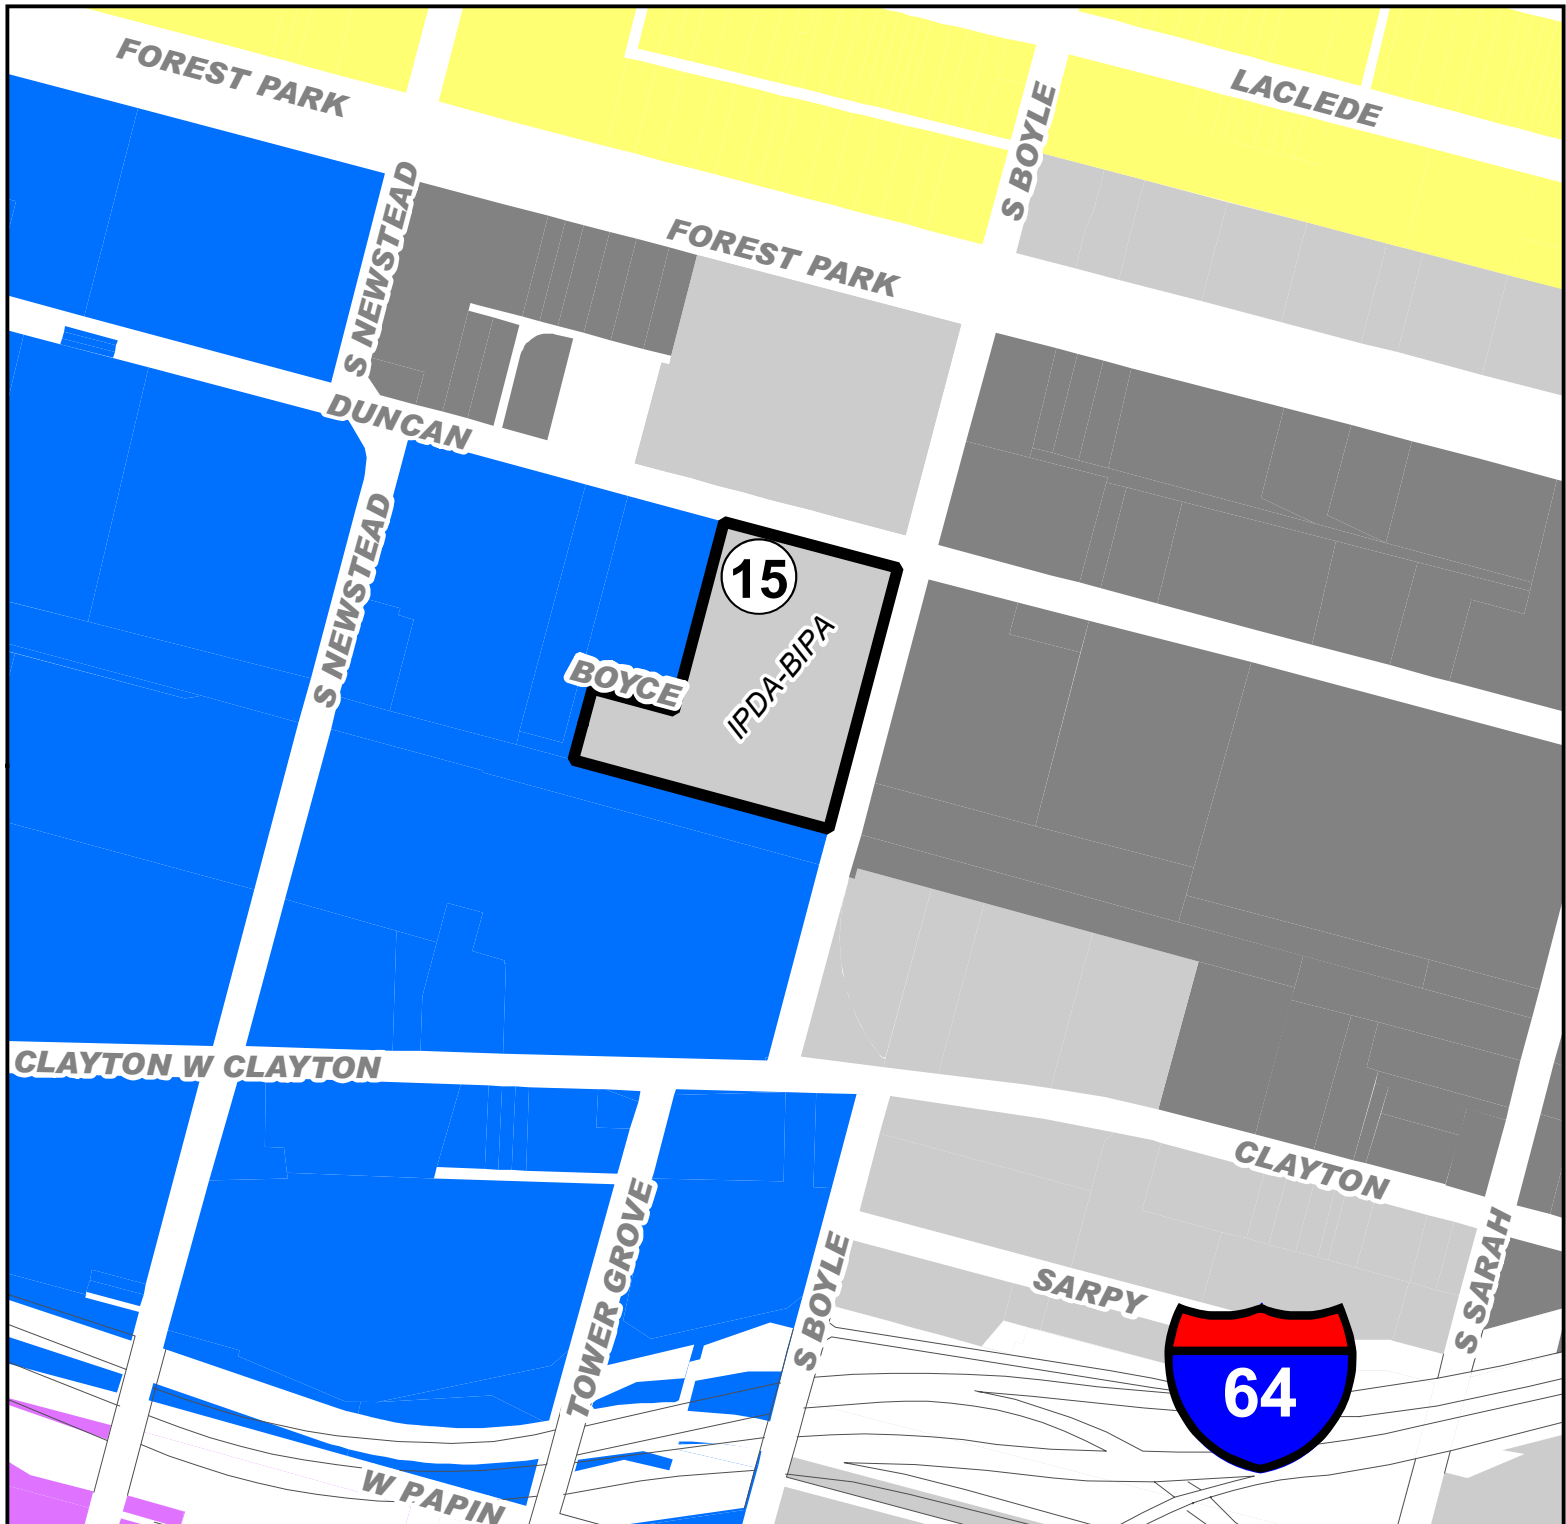 FOREST PARK
LACLEDE
S BOYLE
S NEWSTEAD
FOREST PARK
DUNCAN
S NEWSTEAD
15
BOYCE
IPDA-BIPA
CLAYTON W CLAYTON
CLAYTON
TOWER GROVE
S BOYLE
SARPY
S SARAH
64
W PAPIN